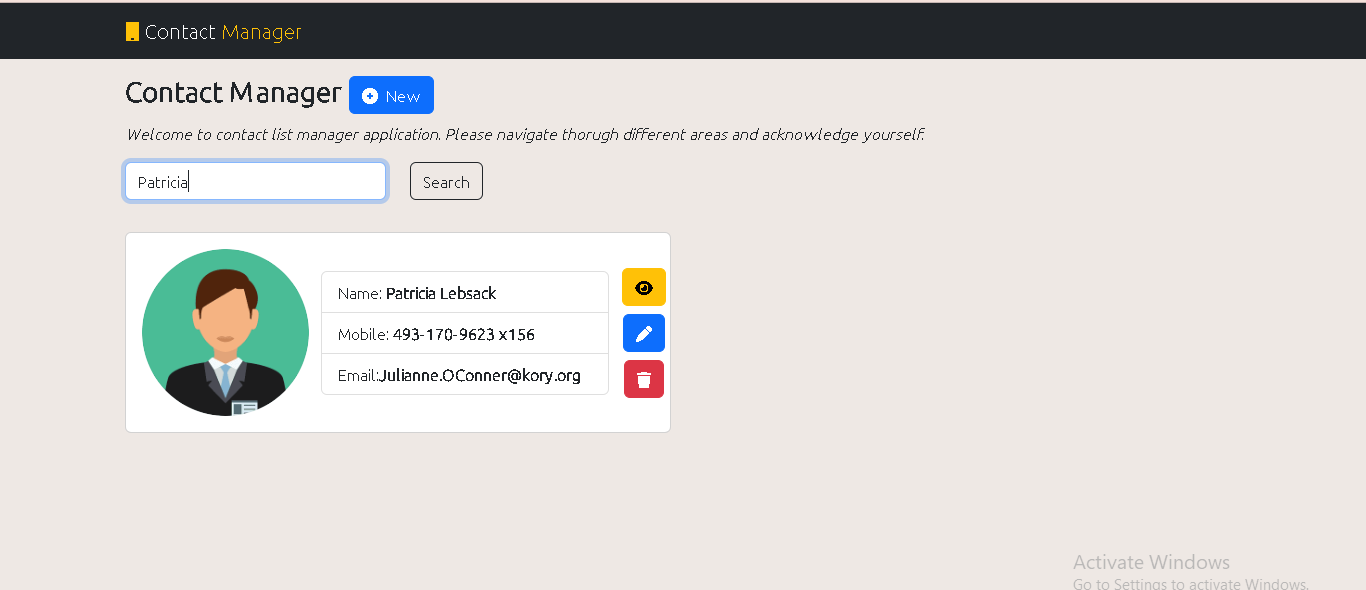 Contact Manager
Contact Manager New
Welcome to contact list manager application. Please navigate thorugh different areas and acknowledge yourself.
Patricia Search
Name: Patricia Lebsack
Mobile: 493-170-9623 x156
Email:Julianne.OConner@kory.org
Activate Windows
Go to Settings to activate Windows.